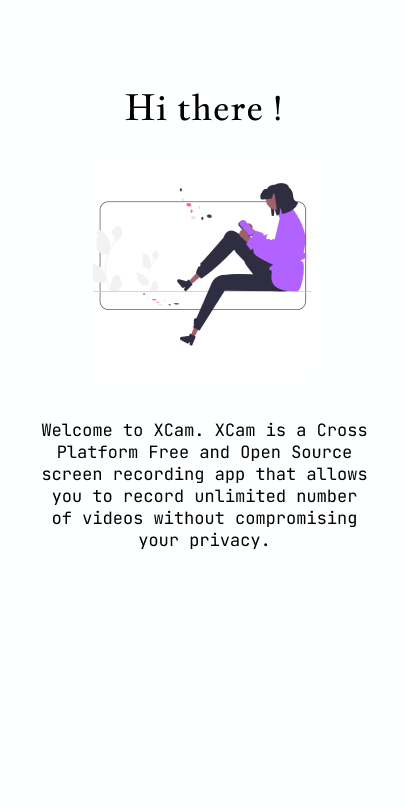 Hi there !
Welcome to XCam. XCam is a Cross
Platform Free and Open Source
screen recording app that allows
you to record unlimited number
of videos without compromising
your privacy.